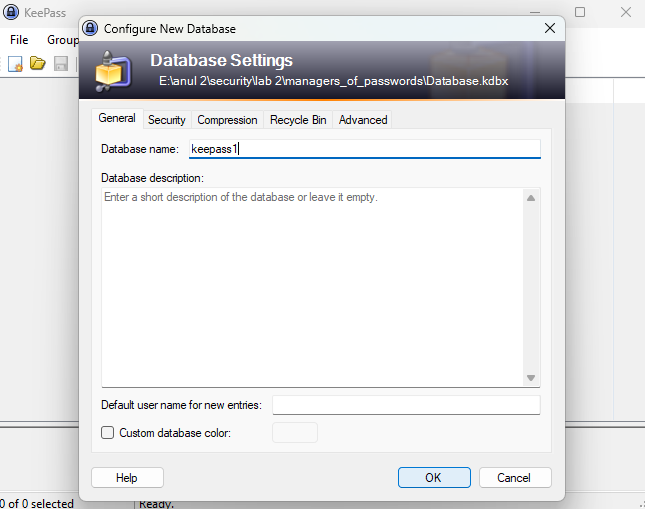 KeePass
Configure New Database
File Group
Database Settings
E:\anul 2\security\lab 2\managers_of_passwords\Database.kdbx
General Security Compression Recycle Bin Advanced
Database name: keepass1
Database description:
Enter a short description of the database or leave it empty.
Default user name for new entries:
Custom database color:
Help OK Cancel
0 of 0 selected Ready.